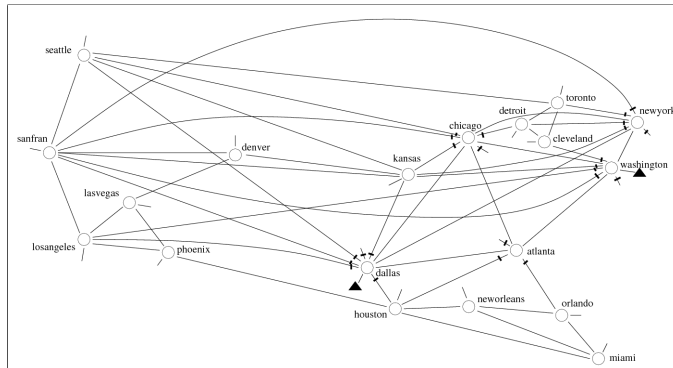 seattle
toronto
newyork
detroit
chicago
cleveland
sanfran
denver
kansas
washington
lasvegas
losangeles
phoenix
atlanta
dallas
neworleans
orlando
houston
miami